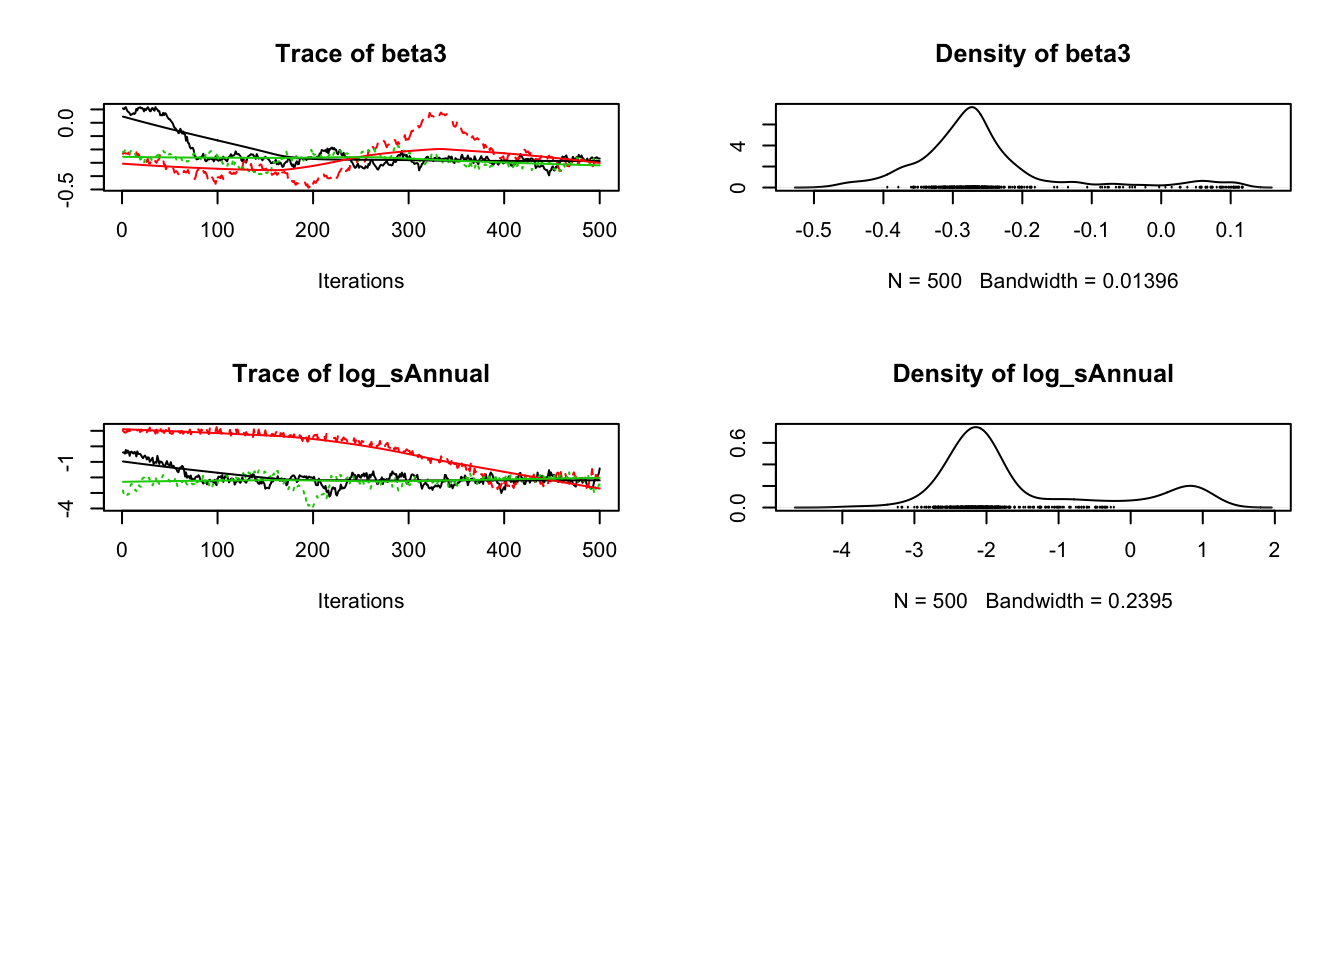 Trace of beta3
0.0
-0.5
0 100 200 300 400 500
Iterations
Density of beta3
4
0
-0.5 -0.4 -0.3 -0.2 -0.1 0.0 0.1
N = 500 Bandwidth = 0.01396
Trace of log_sAnnual
-1
-4
0 100 200 300 400 500
Iterations
Density of log_sAnnual
0.6
0.0
-4 -3 -2 -1 0 1 2
N = 500 Bandwidth = 0.2395